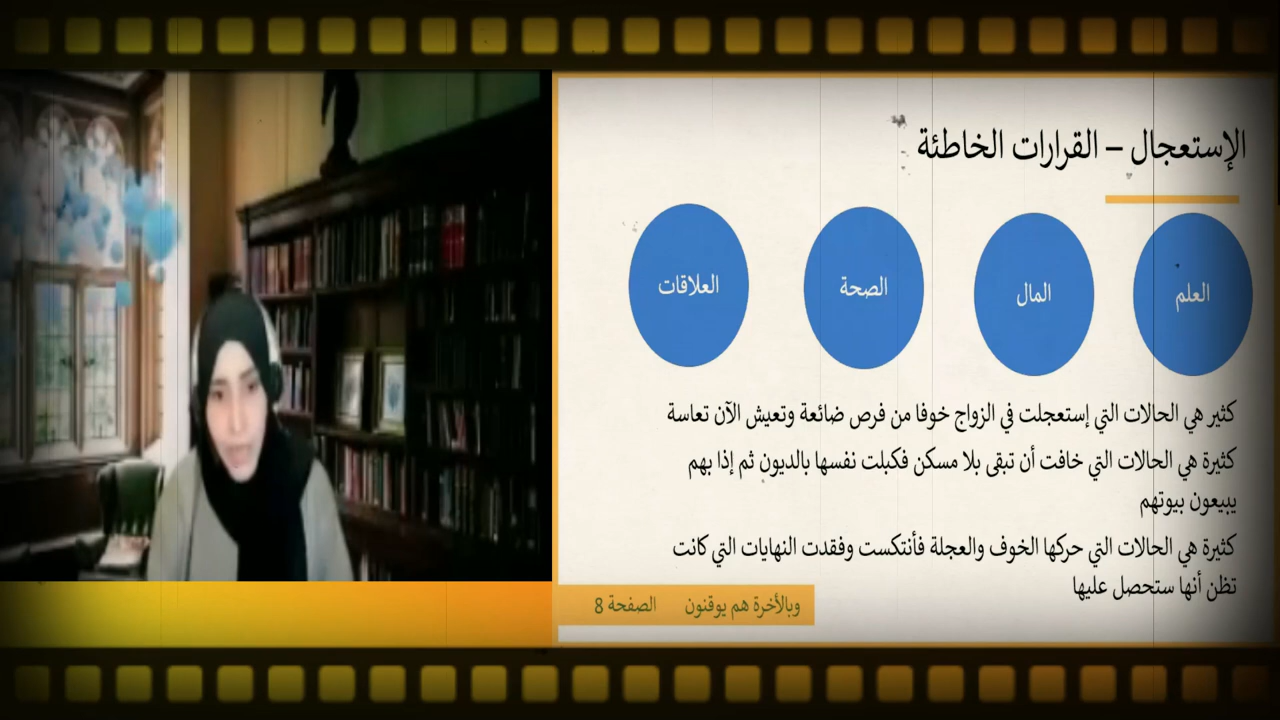 الإستعجال – القرارات الخاطئة
العلم
المال
الصحة
العلاقات
كثير هي الحالات التي إستعجلت في الزواج خوفا من فرص ضائعة وتعيش الآن تعاسة
كثيرة هي الحالات التي خافت أن تبقى بلا مسكن فكبلت نفسها بالديون ثم إذا بهم
يبيعون بيوتهم
كثيرة هي الحالات التي حركها الخوف والعجلة فأنتكست وفقدت النهايات التي كانت
تظن أنها ستحصل عليها
وبالأخرة هم يوقنون الصفحة 8